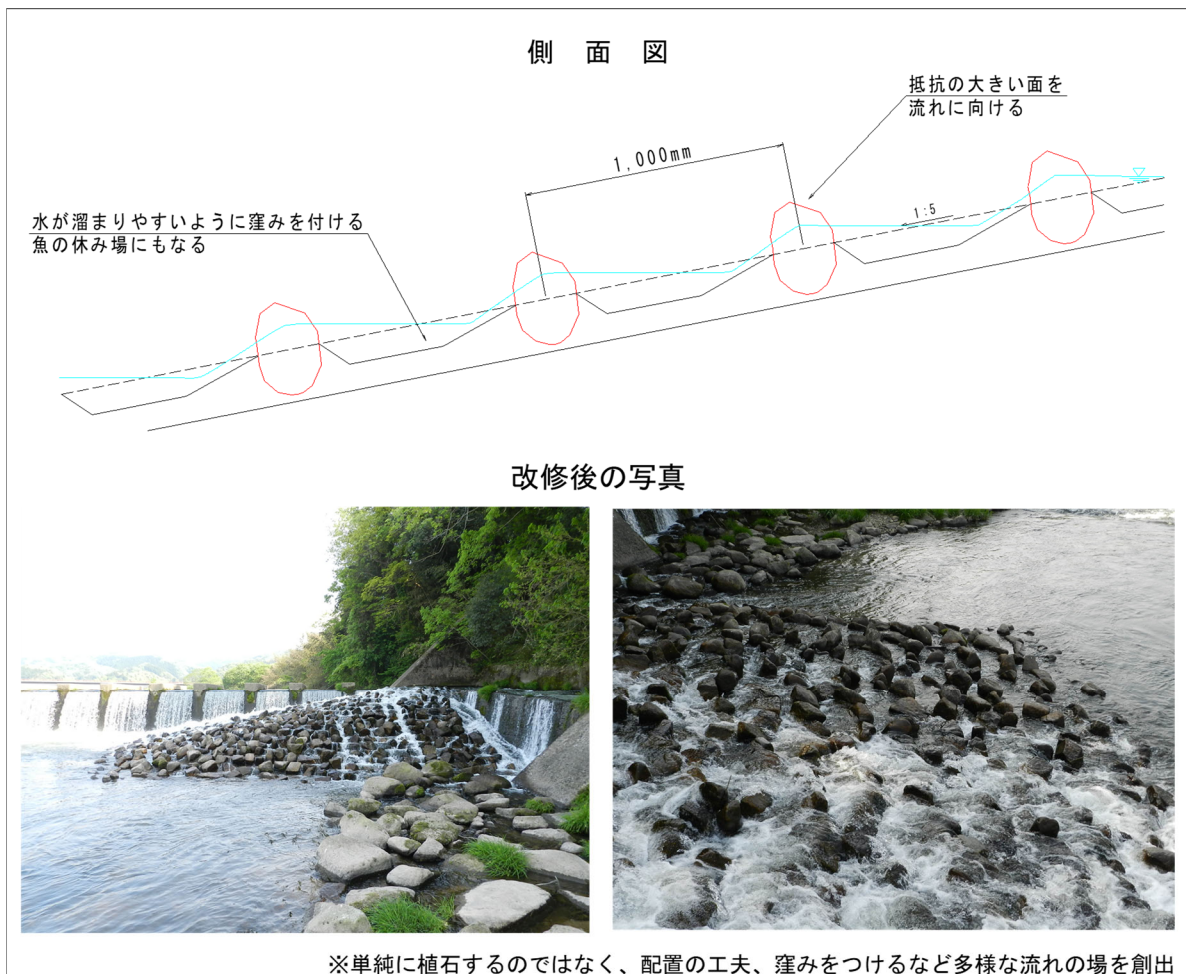 側面図
抵抗の大きい面を
流れに向ける
1,000mm
1:5
水が溜まりやすいように窪みを付ける
魚の休み場にもなる
改修後の写真
※単純に植石するのではなく、配置の工夫、窪みをつけるなど多様な流れの場を創出